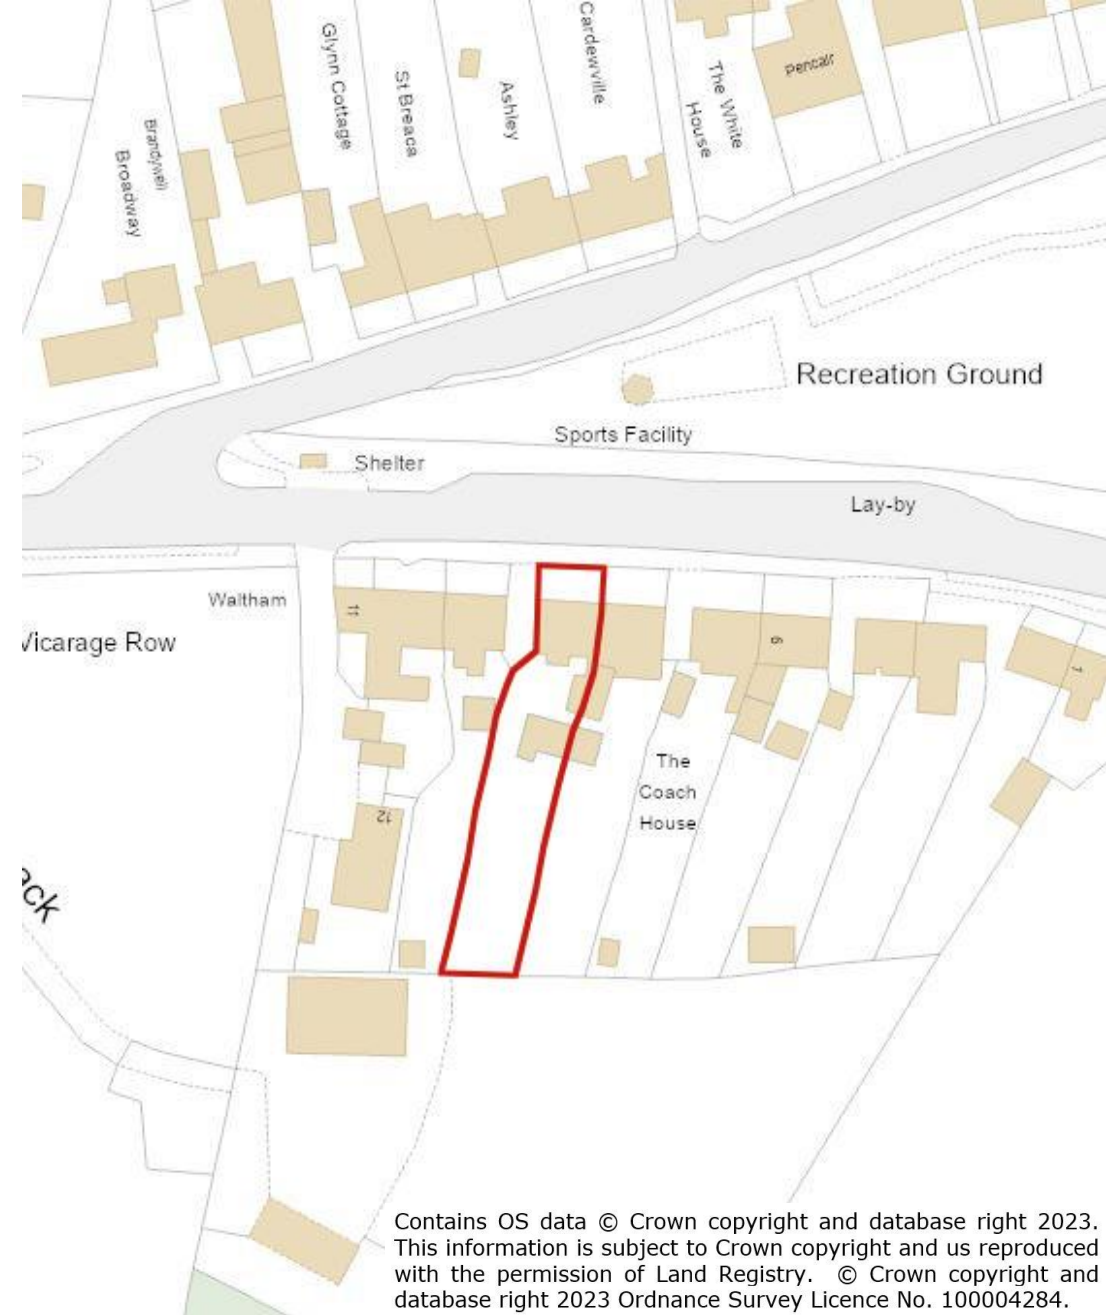 Glynn Cottage
St Breaca
Ashley
Cardewville
The White
House
Pencair
Brandywell
Broadway
Recreation Ground
Sports Facility
Shelter
Lay-by
Waltham
11
6
1
Vicarage Row
The
Coach
House
12
ack
Contains OS data © Crown copyright and database right 2023.
This information is subject to Crown copyright and us reproduced
with the permission of Land Registry. © Crown copyright and
database right 2023 Ordnance Survey Licence No. 100004284.